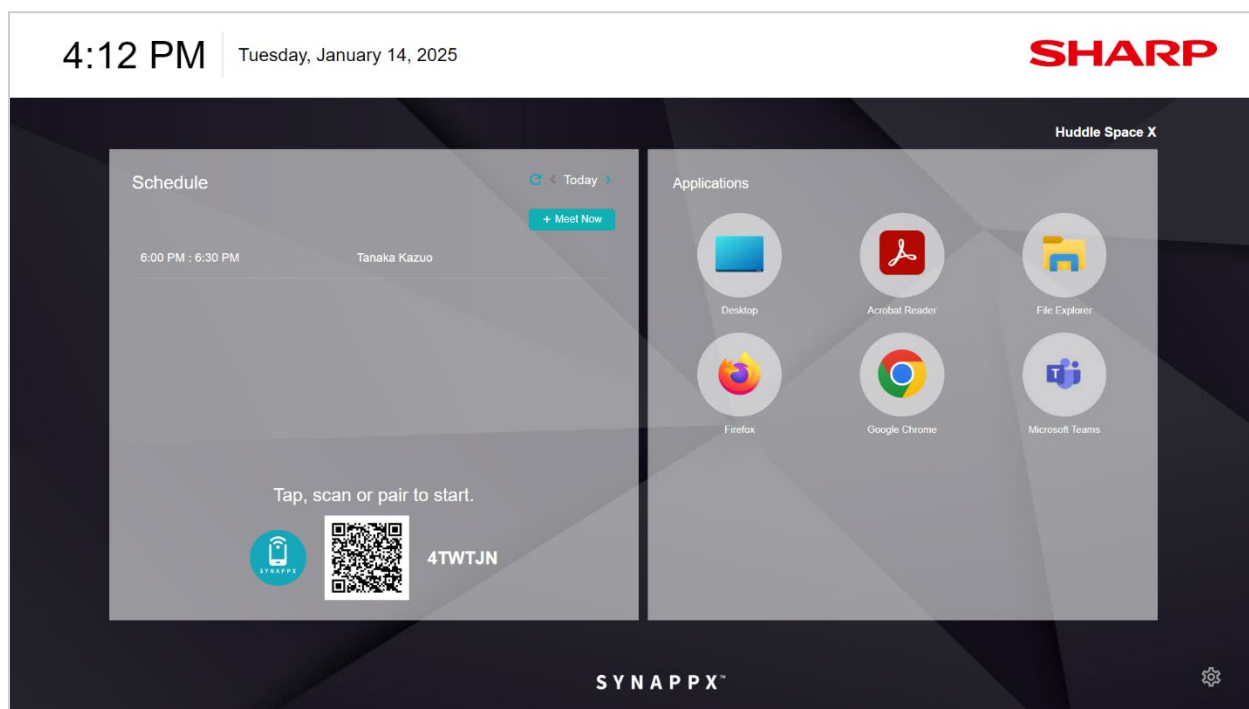 4:12 PM
Tuesday, January 14, 2025
SHARP
Huddle Space X
Schedule
< Today >
+ Meet Now
6:00 PM : 6:30 PM Tanaka Kazuo
Tap, scan or pair to start.
SYNAPPX
4TWTJN
Applications
Desktop Acrobat Reader File Explorer
T
Firefox Google Chrome Microsoft Teams
SYNAPPX™